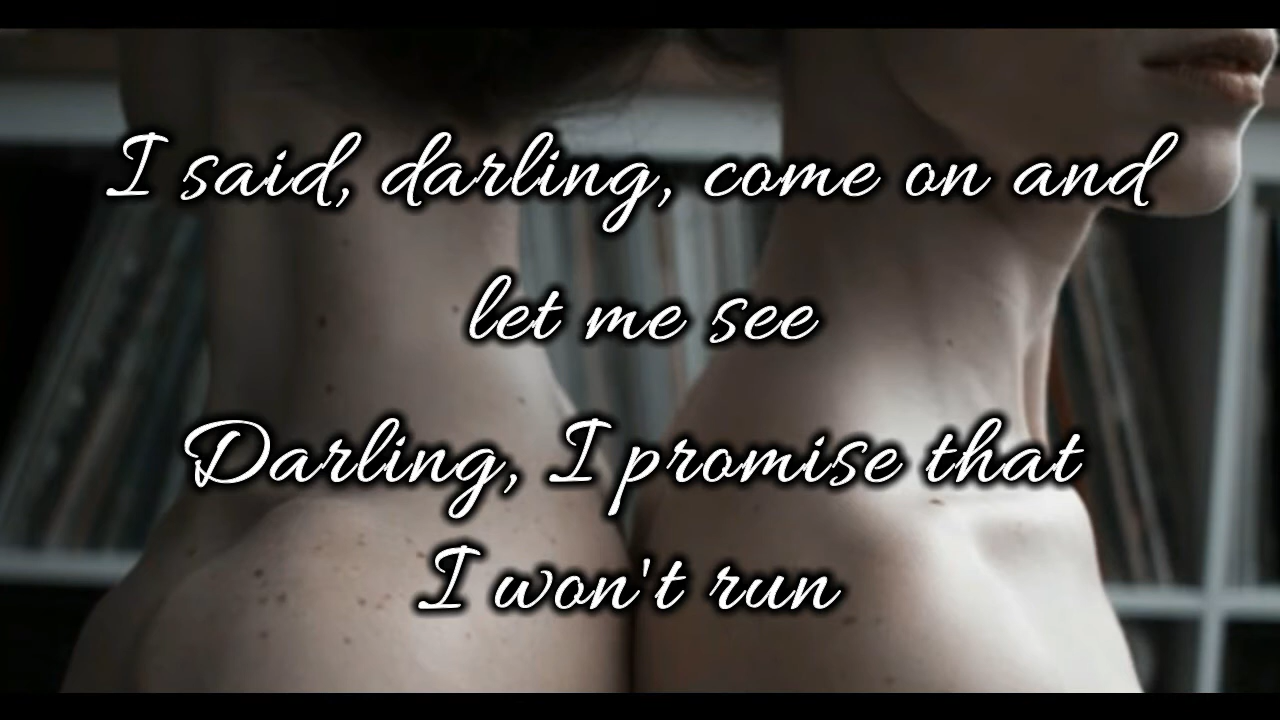 I said, darling, come on and
let me see
Darling, I promise that
I won't run